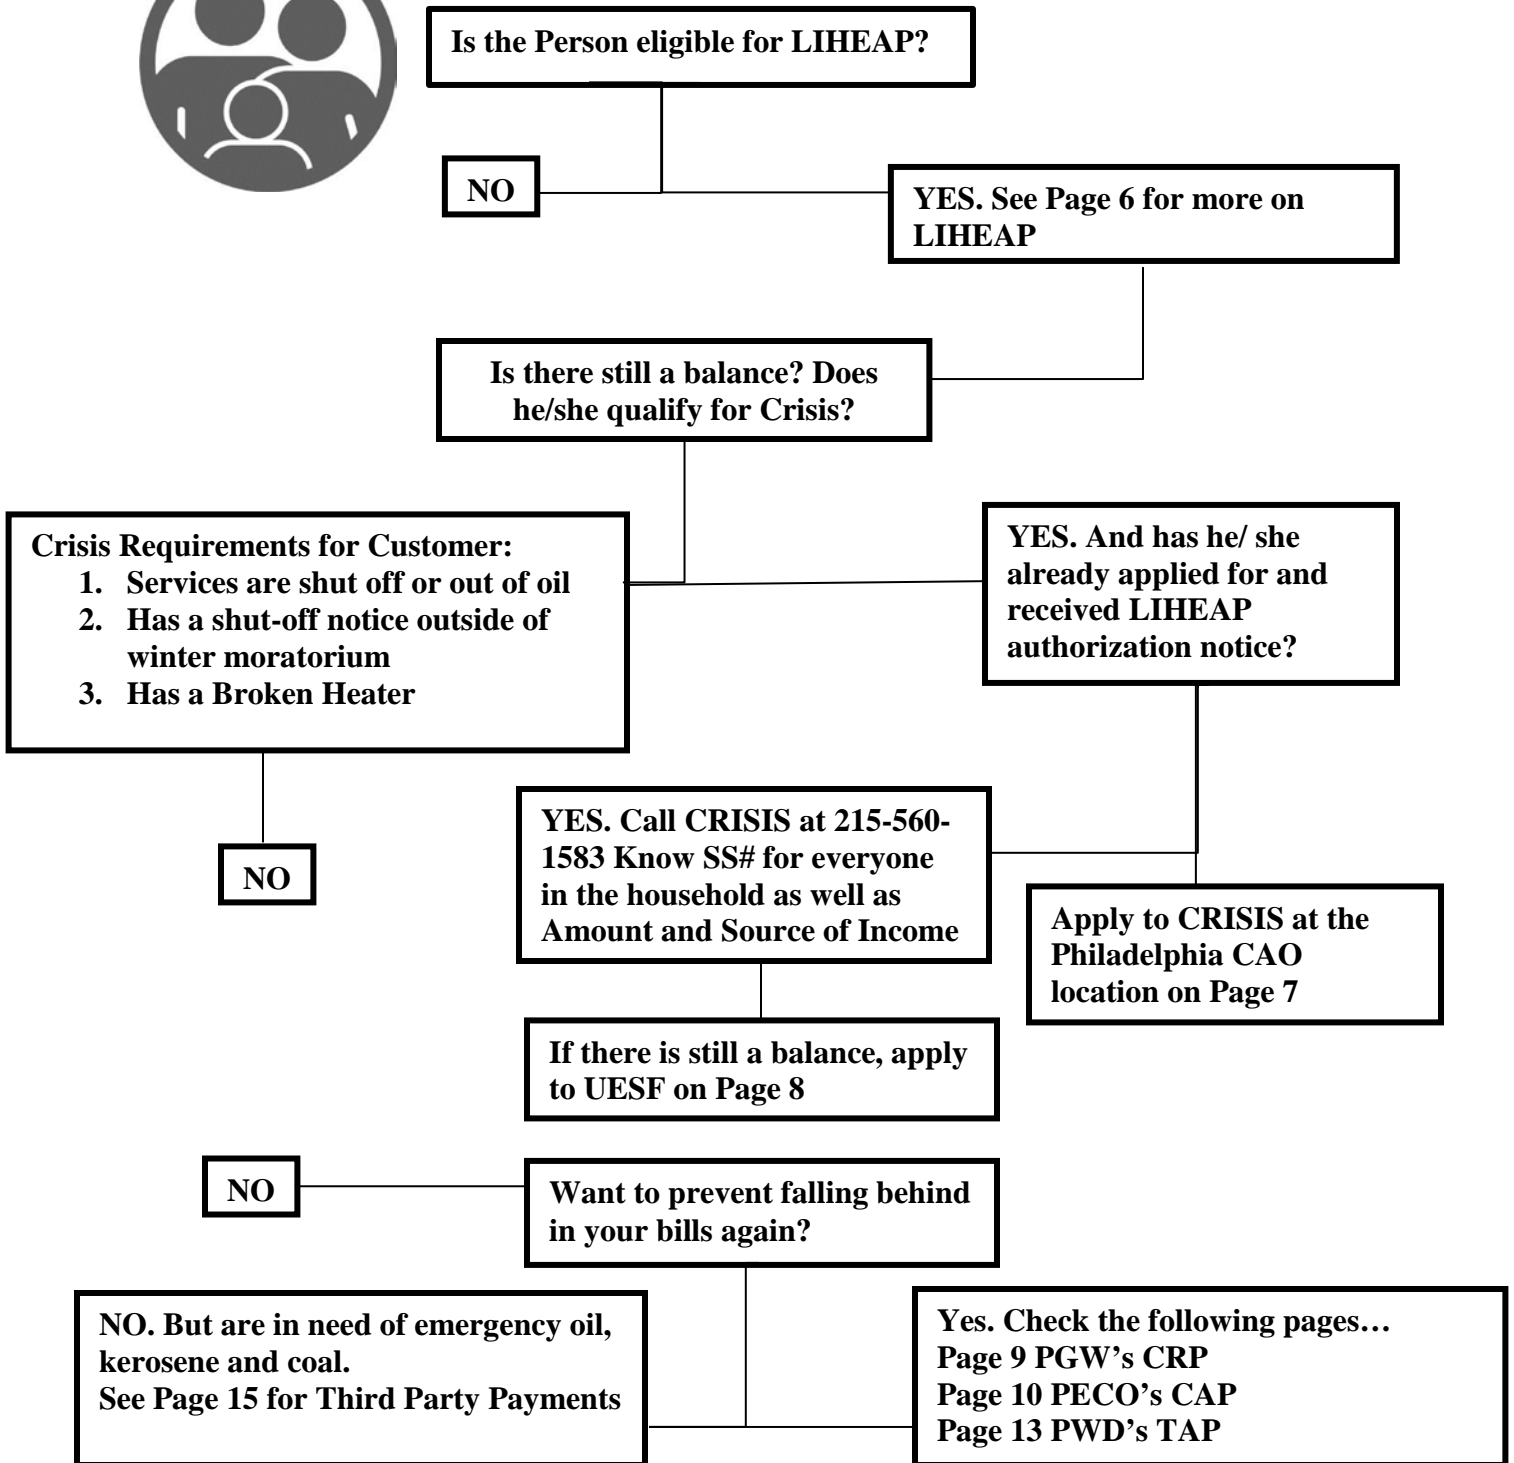 Is the Person eligible for LIHEAP?
NO
YES. See Page 6 for more on
LIHEAP
Is there still a balance? Does
he/she qualify for Crisis?
Crisis Requirements for Customer:
1. Services are shut off or out of oil
2. Has a shut-off notice outside of
winter moratorium
3. Has a Broken Heater
YES. And has he/ she
already applied for and
received LIHEAP
authorization notice?
NO
YES. Call CRISIS at 215-560-
1583 Know SS# for everyone
in the household as well as
Amount and Source of Income
Apply to CRISIS at the
Philadelphia CAO
location on Page 7
If there is still a balance, apply
to UESF on Page 8
NO
Want to prevent falling behind
in your bills again?
NO. But are in need of emergency oil,
kerosene and coal.
See Page 15 for Third Party Payments
Yes. Check the following pages…
Page 9 PGW’s CRP
Page 10 PECO’s CAP
Page 13 PWD’s TAP